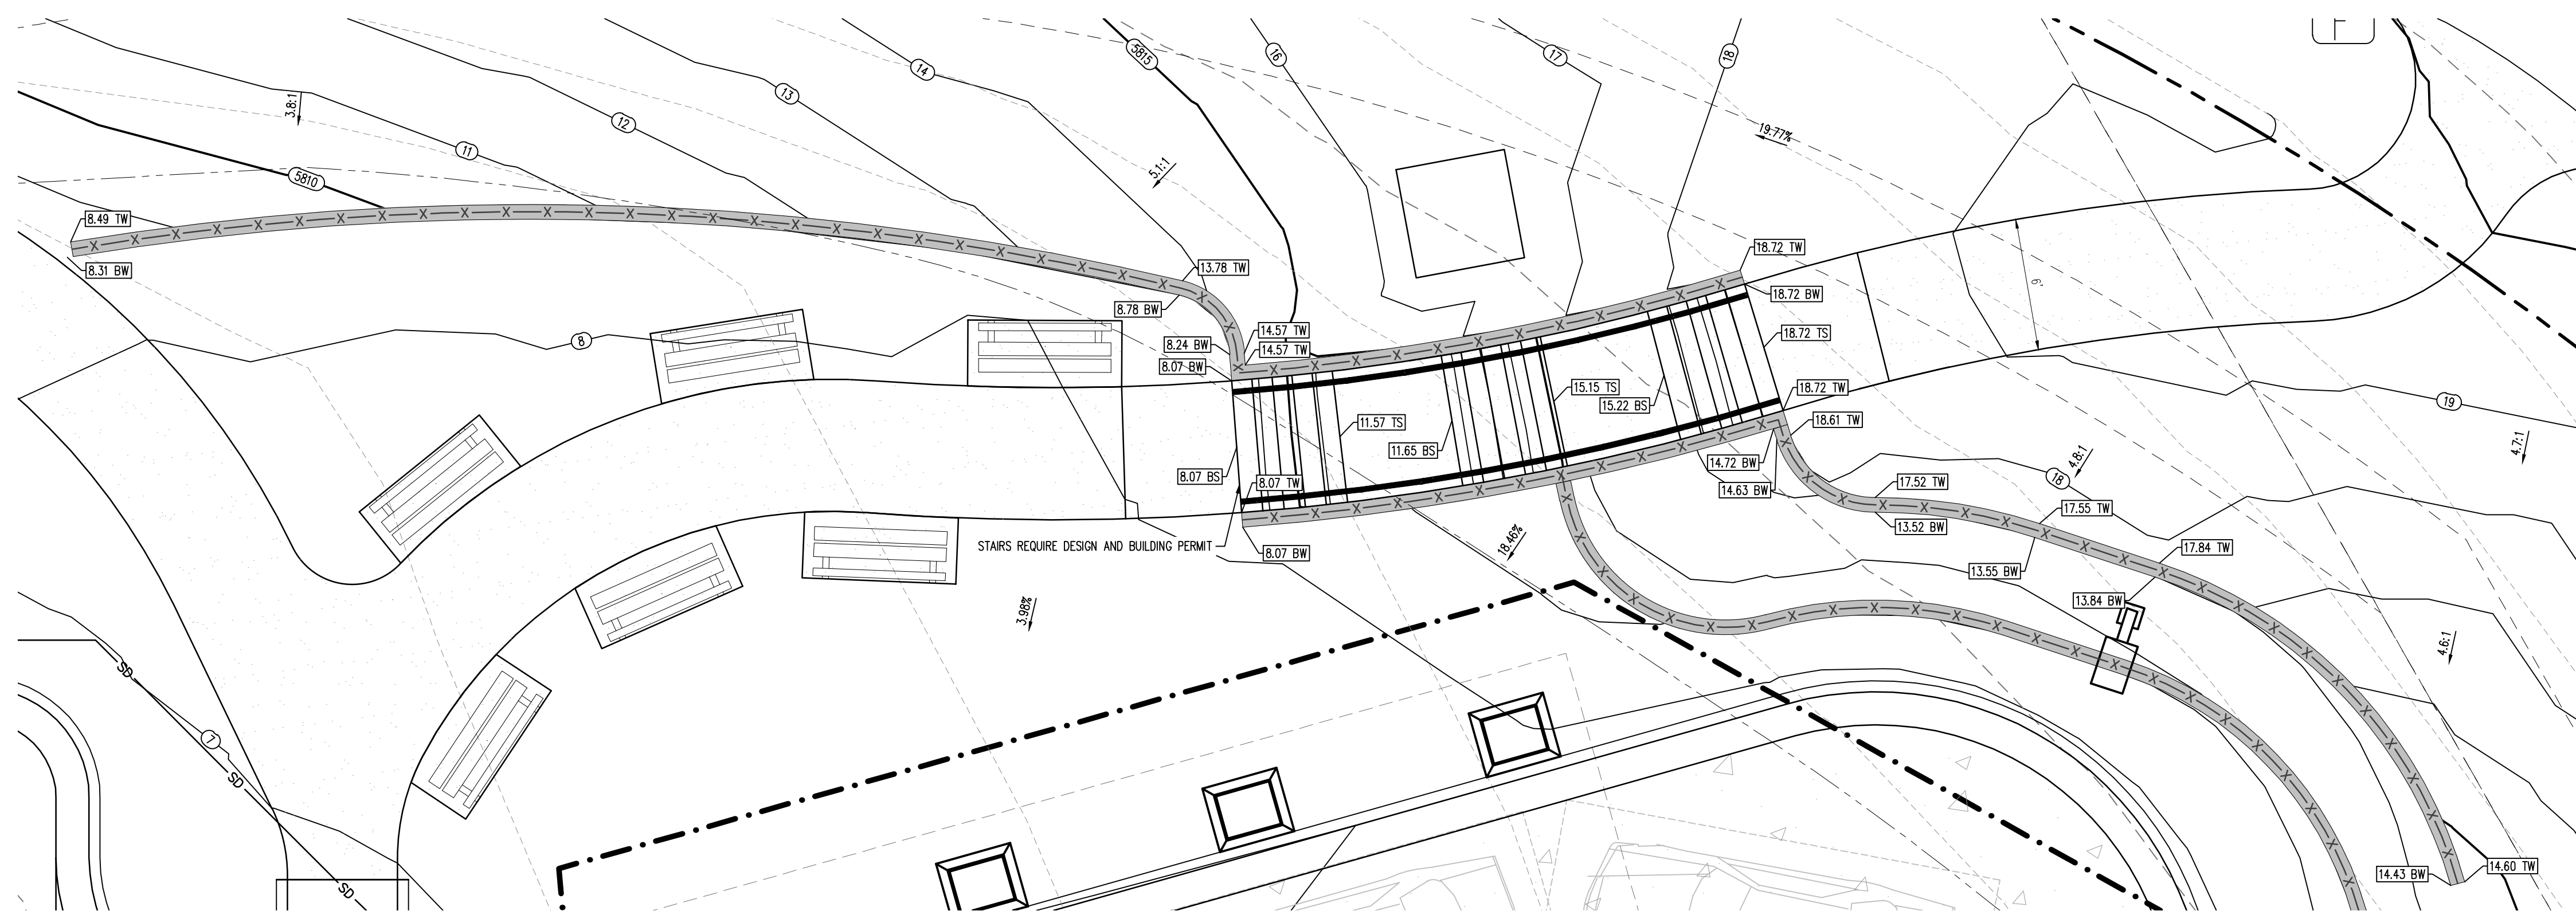 5815
16
17
18
14
13
3.8:1
12
19.77%
11
5.1:1
5810
8.49 TW
8.31 BW
13.78 TW
18.72 TW
6'
8.78 BW
18.72 BW
14.57 TW
18.72 TS
8
8.24 BW
14.57 TW
8.07 BW
15.15 TS
18.72 TW
15.22 BS
19
11.57 TS
18.61 TW
11.65 BS
4.7:1
4.8:1
14.72 BW
8.07 BS
8.07 TW
18
17.52 TW
14.63 BW
17.55 TW
13.52 BW
STAIRS REQUIRE DESIGN AND BUILDING PERMIT
18.46%
17.84 TW
8.07 BW
13.55 BW
13.84 BW
3.98%
4.6:1
SD
7
SD
14.60 TW
14.43 BW
SD